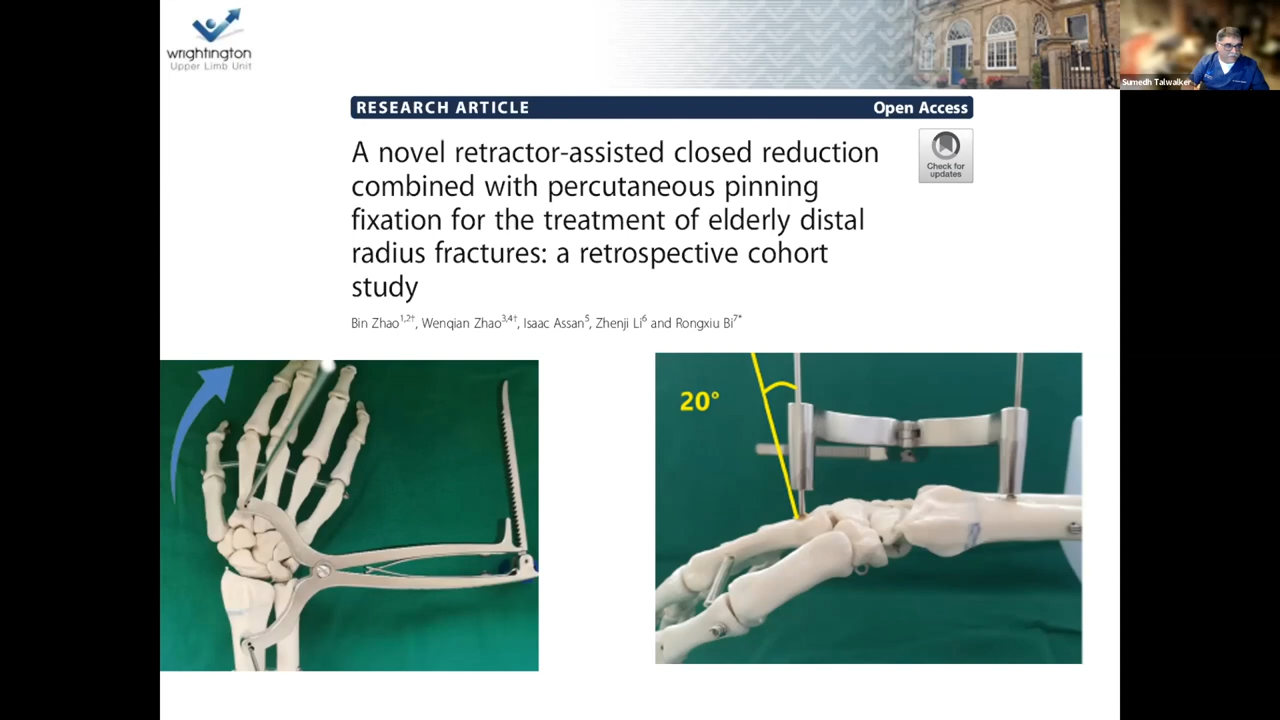 wrightington
Upper Limb Unit
Sumedh Talwalker
RESEARCH ARTICLE
Open Access
Check for
updates
A novel retractor-assisted closed reduction
combined with percutaneous pinning
fixation for the treatment of elderly distal
radius fractures: a retrospective cohort
study
Bin Zhao1,2†, Wenqian Zhao3,4†, Isaac Assan5, Zhenji Li6 and Rongxiu Bi7*
20°